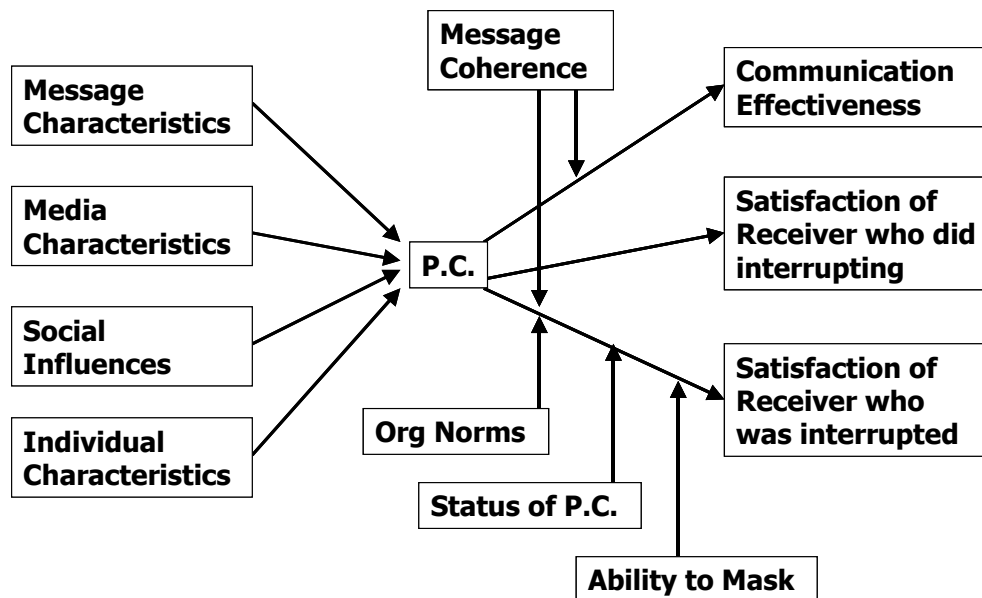 Message
Coherence
Communication
Effectiveness
Message
Characteristics
Media
Characteristics
Satisfaction of
Receiver who did
interrupting
P.C.
Social
Influences
Satisfaction of
Receiver who
was interrupted
Individual
Characteristics
Org Norms
Status of P.C.
Ability to Mask